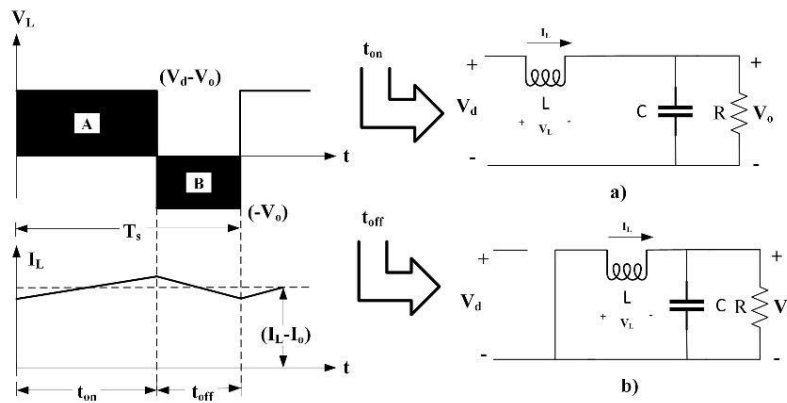 V_L
(V_d-V_o)
A
t
B
(-V_o)
T_s
I_L
(I_L-I_o)
t
t_on
t_off
t_on
I_L
+
+
V_d
L
C
R
V_o
+ V_L -
-
-
a)
t_off
I_L
+
+
V_d
L
C
R
V
+ V_L -
-
-
b)